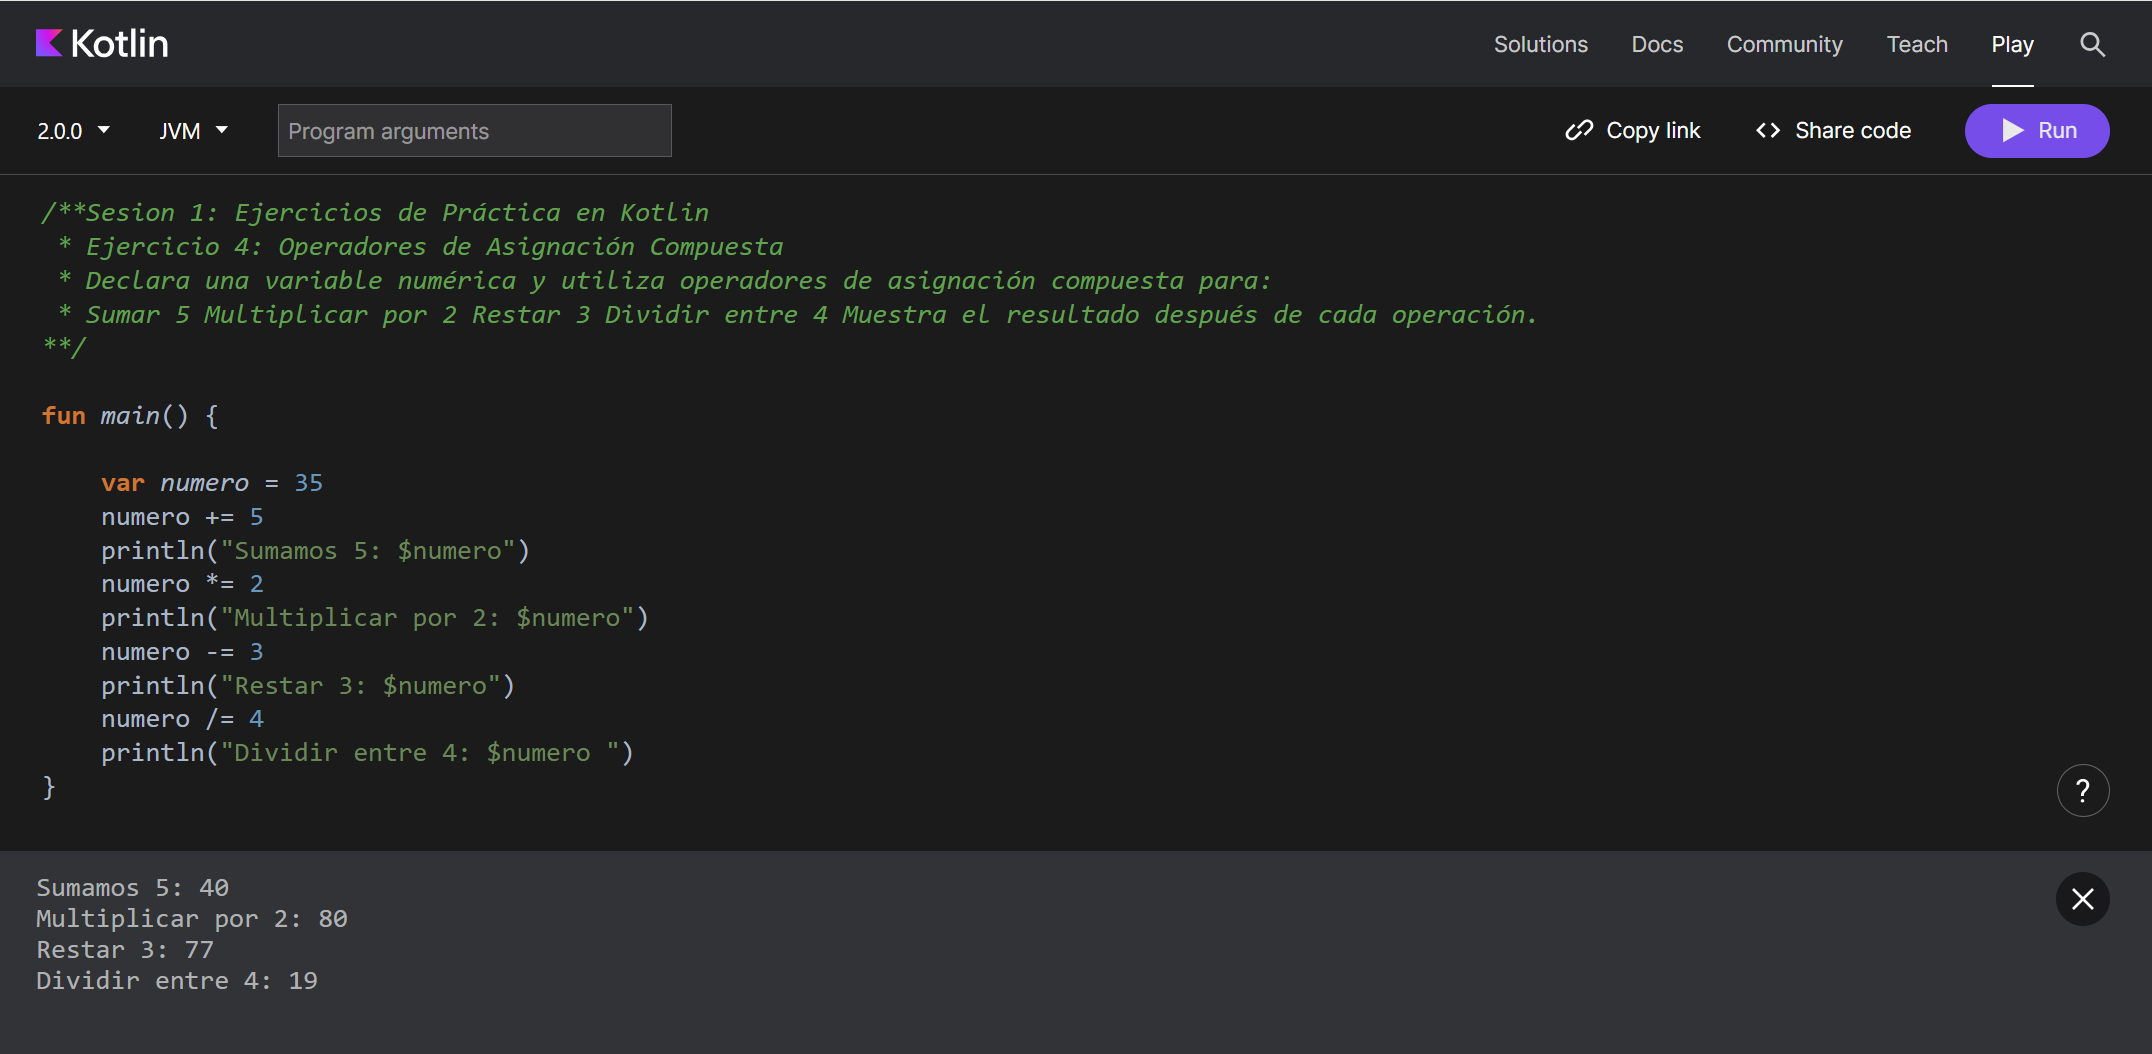 Kotlin
Solutions Docs Community Teach Play
2.0.0 JVM Program arguments Copy link Share code Run
/**Sesion 1: Ejercicios de Práctica en Kotlin
* Ejercicio 4: Operadores de Asignación Compuesta
* Declara una variable numérica y utiliza operadores de asignación compuesta para:
* Sumar 5 Multiplicar por 2 Restar 3 Dividir entre 4 Muestra el resultado después de cada operación.
**/
fun main() {
var numero = 35
numero += 5
println("Sumamos 5: $numero")
numero *= 2
println("Multiplicar por 2: $numero")
numero -= 3
println("Restar 3: $numero")
numero /= 4
println("Dividir entre 4: $numero ")
}
?
Sumamos 5: 40
Multiplicar por 2: 80
Restar 3: 77
Dividir entre 4: 19